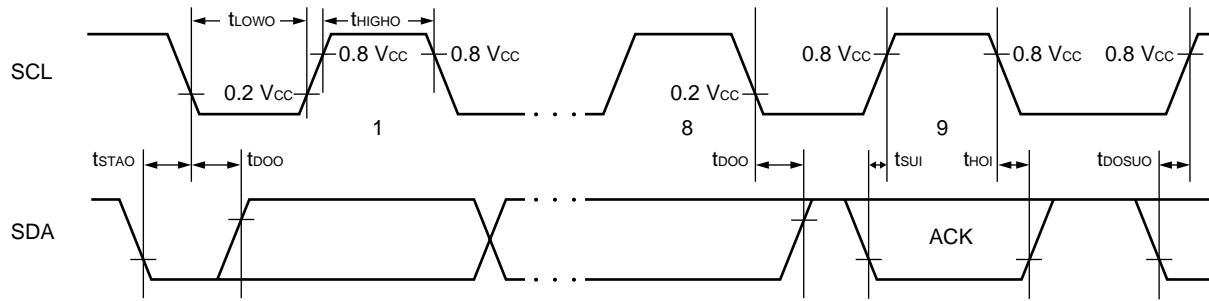 tLOWO tHIGHO
SCL 0.8 VCC 0.8 VCC 0.8 VCC 0.8 VCC 0.8 VCC
0.2 VCC 0.2 VCC
1 8 9
tSTAO tDOO tDOO tSUI tHOI tDOSUO
SDA ACK